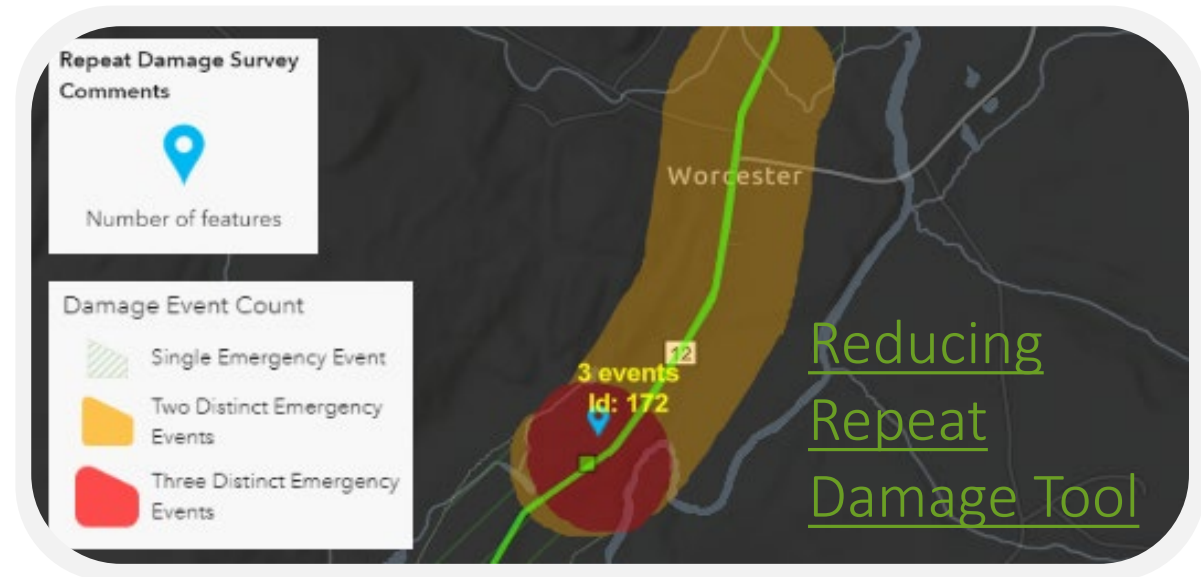 Repeat Damage Survey
Comments
Number of features
Damage Event Count
Single Emergency Event
Two Distinct Emergency
Events
Three Distinct Emergency
Events
Worcester
12
3 events
Id: 172
Reducing
Repeat
Damage Tool